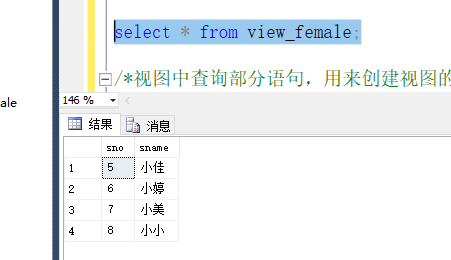 select * from view_female;
/*视图中查询部分语句，用来创建视图的
ale
146 %
结果 消息
sno sname
1 5 小佳
2 6 小婷
3 7 小美
4 8 小小